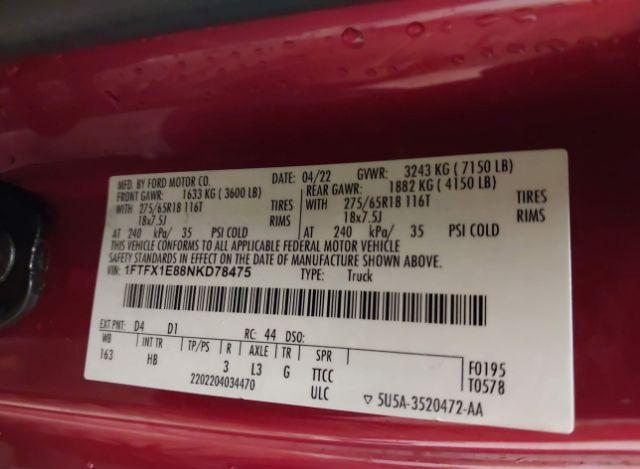 MFD. BY FORD MOTOR CO. DATE: 04/22 GVWR: 3243 KG ( 7150 LB)
FRONT GAWR: 1633 KG ( 3600 LB) REAR GAWR: 1882 KG ( 4150 LB)
WITH 275/65R18 116T TIRES WITH 275/65R18 116T TIRES
18x7.5J RIMS 18x7.5J RIMS
AT 240 kPa/ 35 PSI COLD AT 240 kPa/ 35 PSI COLD
THIS VEHICLE CONFORMS TO ALL APPLICABLE FEDERAL MOTOR VEHICLE
SAFETY STANDARDS IN EFFECT ON THE DATE OF MANUFACTURE SHOWN ABOVE.
VIN: 1FTFX1E88NKD78475 TYPE: Truck
EXT PNT: D4 D1 RC: 44 DSO:
WB INT TR TP/PS R AXLE TR SPR
163 HB 3 L3 G TTCC
ULC
F0195
T0578
2202204034470
5U5A-3520472-AA